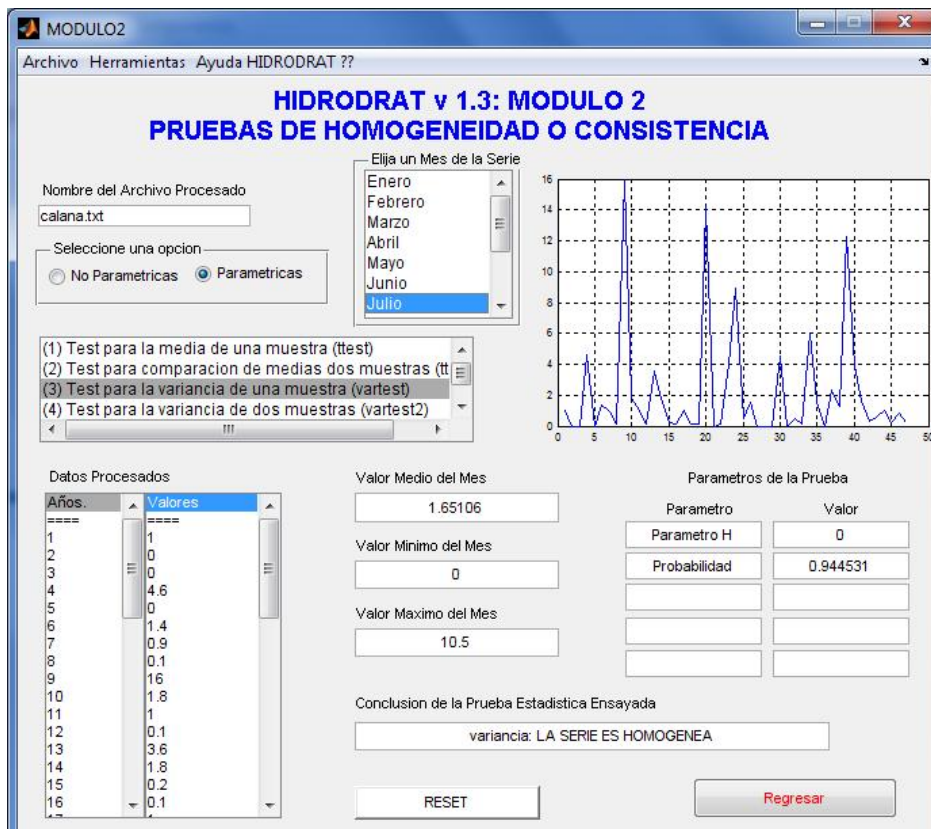 MODULO2
Archivo Herramientas Ayuda HIDRODRAT ??
HIDRODRAT v 1.3: MODULO 2
PRUEBAS DE HOMOGENEIDAD O CONSISTENCIA
Nombre del Archivo Procesado
calana.txt
Seleccione una opcion
No Parametricas
Parametricas
Elija un Mes de la Serie
Enero
Febrero
Marzo
Abril
Mayo
Junio
Julio
16
14
12
10
8
6
4
2
0
0 5 10 15 20 25 30 35 40 45 50
(1) Test para la media de una muestra (ttest)
(2) Test para comparacion de medias dos muestras (tt
(3) Test para la variancia de una muestra (vartest)
(4) Test para la variancia de dos muestras (vartest2)
Datos Procesados
Años. Valores
==== ====
1 1
2 0
3 0
4 4.6
5 0
6 1.4
7 0.9
8 0.1
9 16
10 1.8
11 1
12 0.1
13 3.6
14 1.8
15 0.2
16 0.1
Valor Medio del Mes
1.65106
Valor Minimo del Mes
0
Valor Maximo del Mes
10.5
Parametros de la Prueba
Parametro Valor
Parametro H 0
Probabilidad 0.944531
Conclusion de la Prueba Estadistica Ensayada
variancia: LA SERIE ES HOMOGENEA
RESET
Regresar